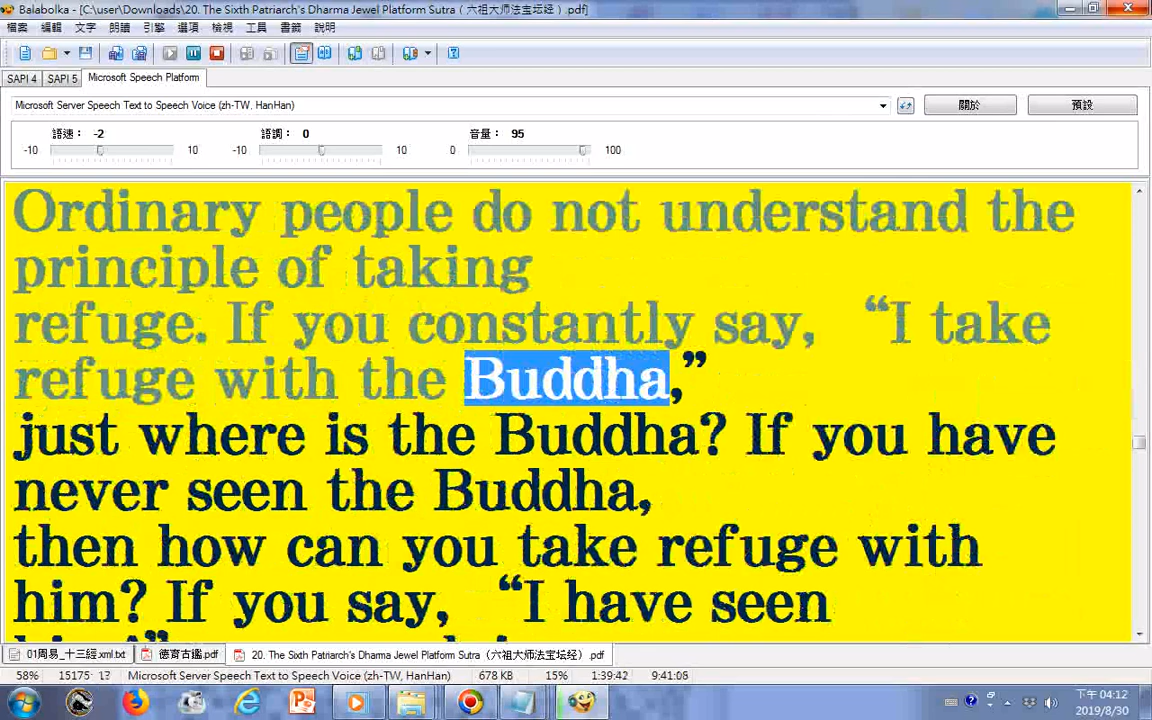 Balabolka - [C:\user\Downloads\20. The Sixth Patriarch's Dharma Jewel Platform Sutra（六祖大师法宝坛经）.pdf]
檔案 編輯 文字 朗讀 引擎 選項 檢視 工具 書籤 說明
SAPI 4 SAPI 5 Microsoft Speech Platform
Microsoft Server Speech Text to Speech Voice (zh-TW, HanHan) 關於 預設
語速： -2 語調： 0 音量： 95
-10 10 -10 10 0 100
Ordinary people do not understand the
principle of taking
refuge. If you constantly say, “I take
refuge with the Buddha,”
just where is the Buddha? If you have
never seen the Buddha,
then how can you take refuge with
him? If you say, “I have seen
01周易_十三經.xml.txt 德育古鑑.pdf 20. The Sixth Patriarch's Dharma Jewel Platform Sutra（六祖大师法宝坛经）.pdf
58% 15175 Microsoft Server Speech Text to Speech Voice (zh-TW, HanHan) 678 KB 15% 1:39:42 9:41:08
下午 04:12
2019/8/30